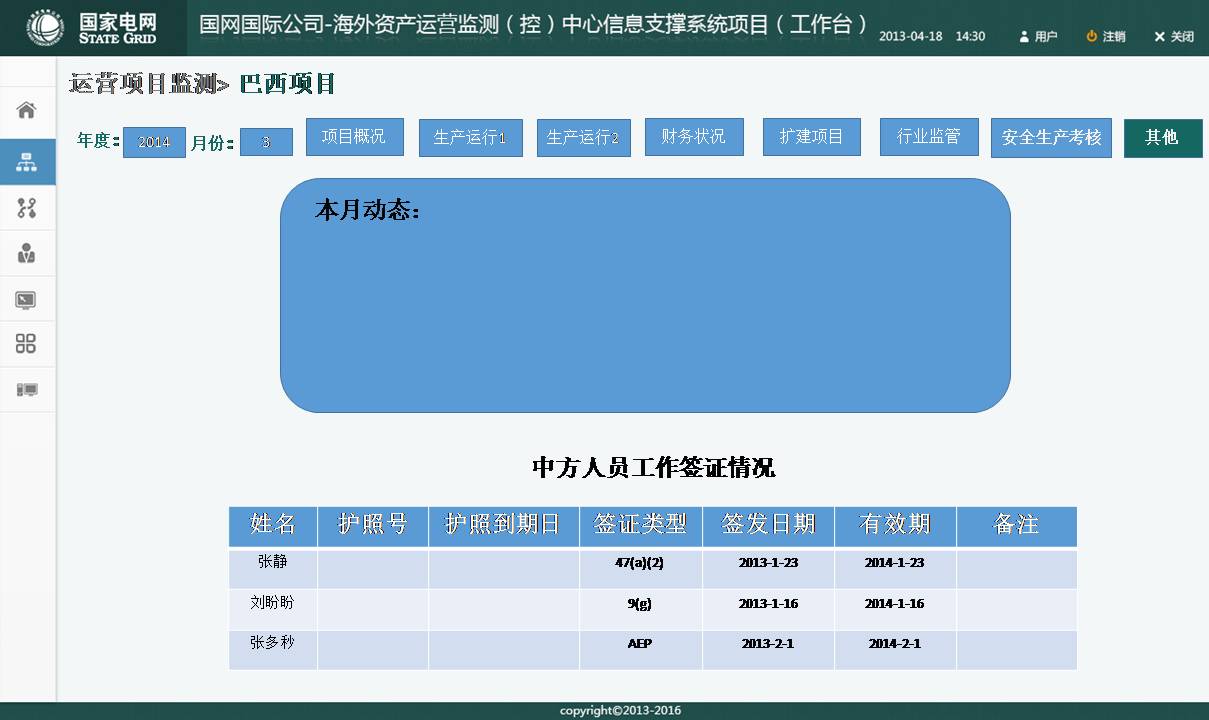 国家电网
STATE GRID
国网国际公司-海外资产运营监测（控）中心信息支撑系统项目（工作台）
2013-04-18 14:30 用户 注销 关闭
运营项目监测> 巴西项目
年度: 2014 月份: 3 项目概况 生产运行1 生产运行2 财务状况 扩建项目 行业监管 安全生产考核 其他
本月动态：
中方人员工作签证情况
姓名 护照号 护照到期日 签证类型 签发日期 有效期 备注
张静 47(a)(2) 2013-1-23 2014-1-23
刘盼盼 9(g) 2013-1-16 2014-1-16
张多秒 AEP 2013-2-1 2014-2-1
copyright©2013-2016